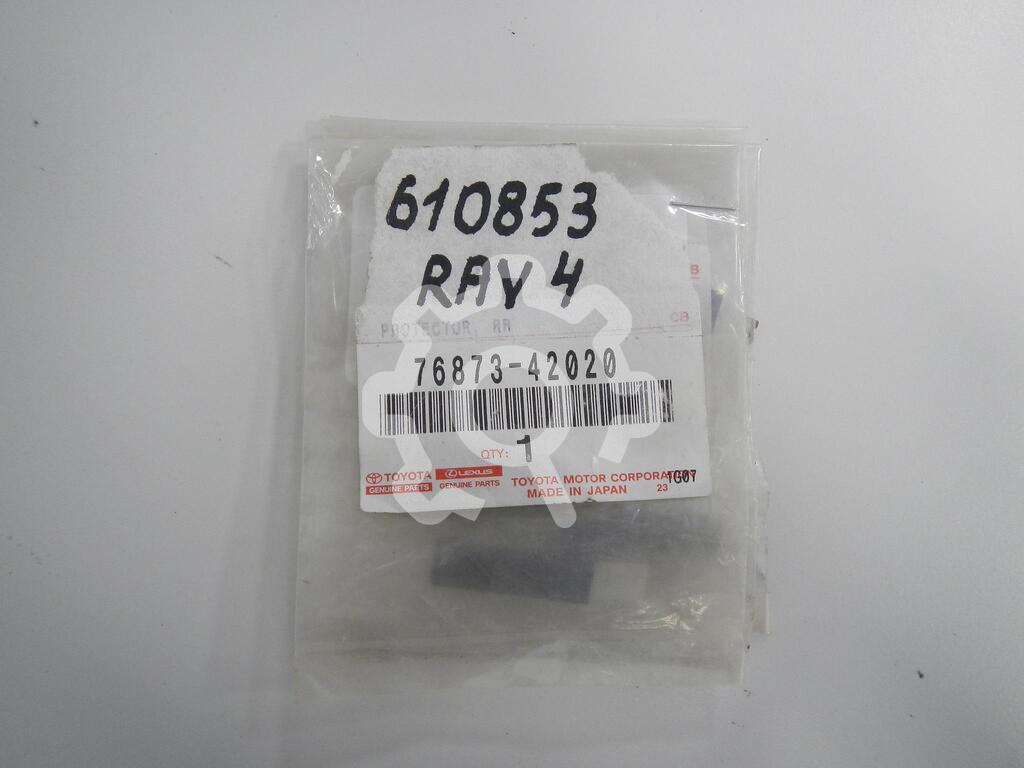 610853
RAV 4
B
PROTECTOR, RR
CB
76873-42020
QTY: 1
TOYOTA
GENUINE PARTS
LEXUS
GENUINE PARTS
TOYOTA MOTOR CORPORATION
MADE IN JAPAN 23